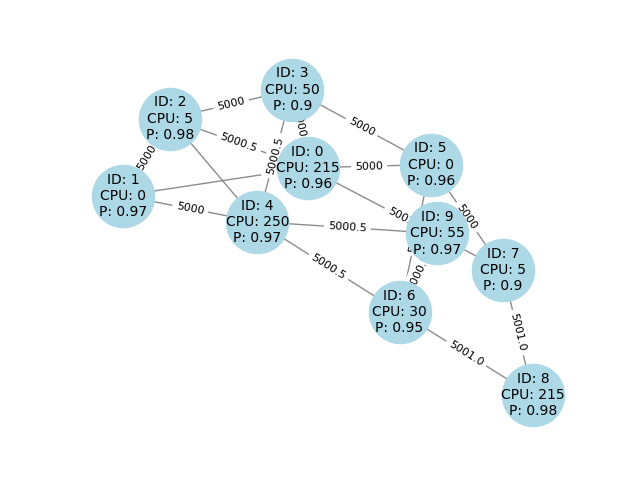 ID: 3
CPU: 50
P: 0.9
ID: 2
CPU: 5
P: 0.98
5000
5000
5000.5
5000
5000.5
ID: 0
CPU: 215
P: 0.96
5000
ID: 5
CPU: 0
P: 0.96
ID: 1
CPU: 0
P: 0.97
5000
ID: 4
CPU: 250
P: 0.97
5000.5
5000
ID: 9
CPU: 55
P: 0.97
ID: 7
CPU: 5
P: 0.9
5000.5
ID: 6
CPU: 30
P: 0.95
5001.0
5001.0
ID: 8
CPU: 215
P: 0.98